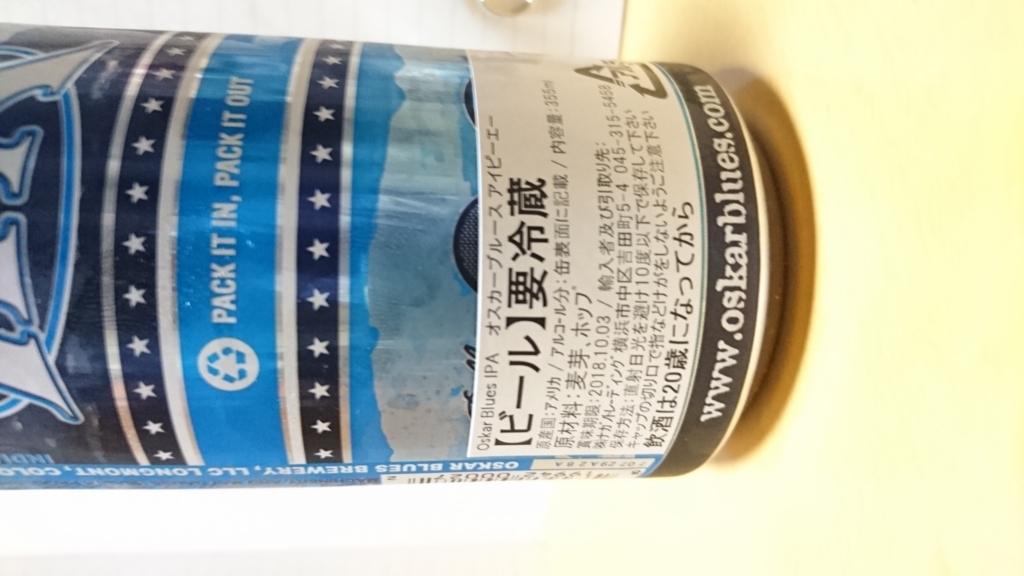 PACK IT IN, PACK IT OUT
Oskar Blues IPA オスカーブルース アイピーエー
【ビール】要冷蔵
原産国:アメリカ / アルコール分:缶表面に記載 / 内容量:355ml
原材料:麦芽、ホップ
賞味期限:2018.10.03 / 輸入者及び引取り先:
㈱ナガノトレーディング 横浜市中区吉田町5-4 045-315-5458
保存方法:直射日光を避け10度以下で保存して下さい
キャップの切り口で指などけがをしないようご注意下さい
飲酒は20歳になってから
www.oskarblues.com
OSKAR BLUES BREWERY, LLC LONGMONT, COLO
INDI